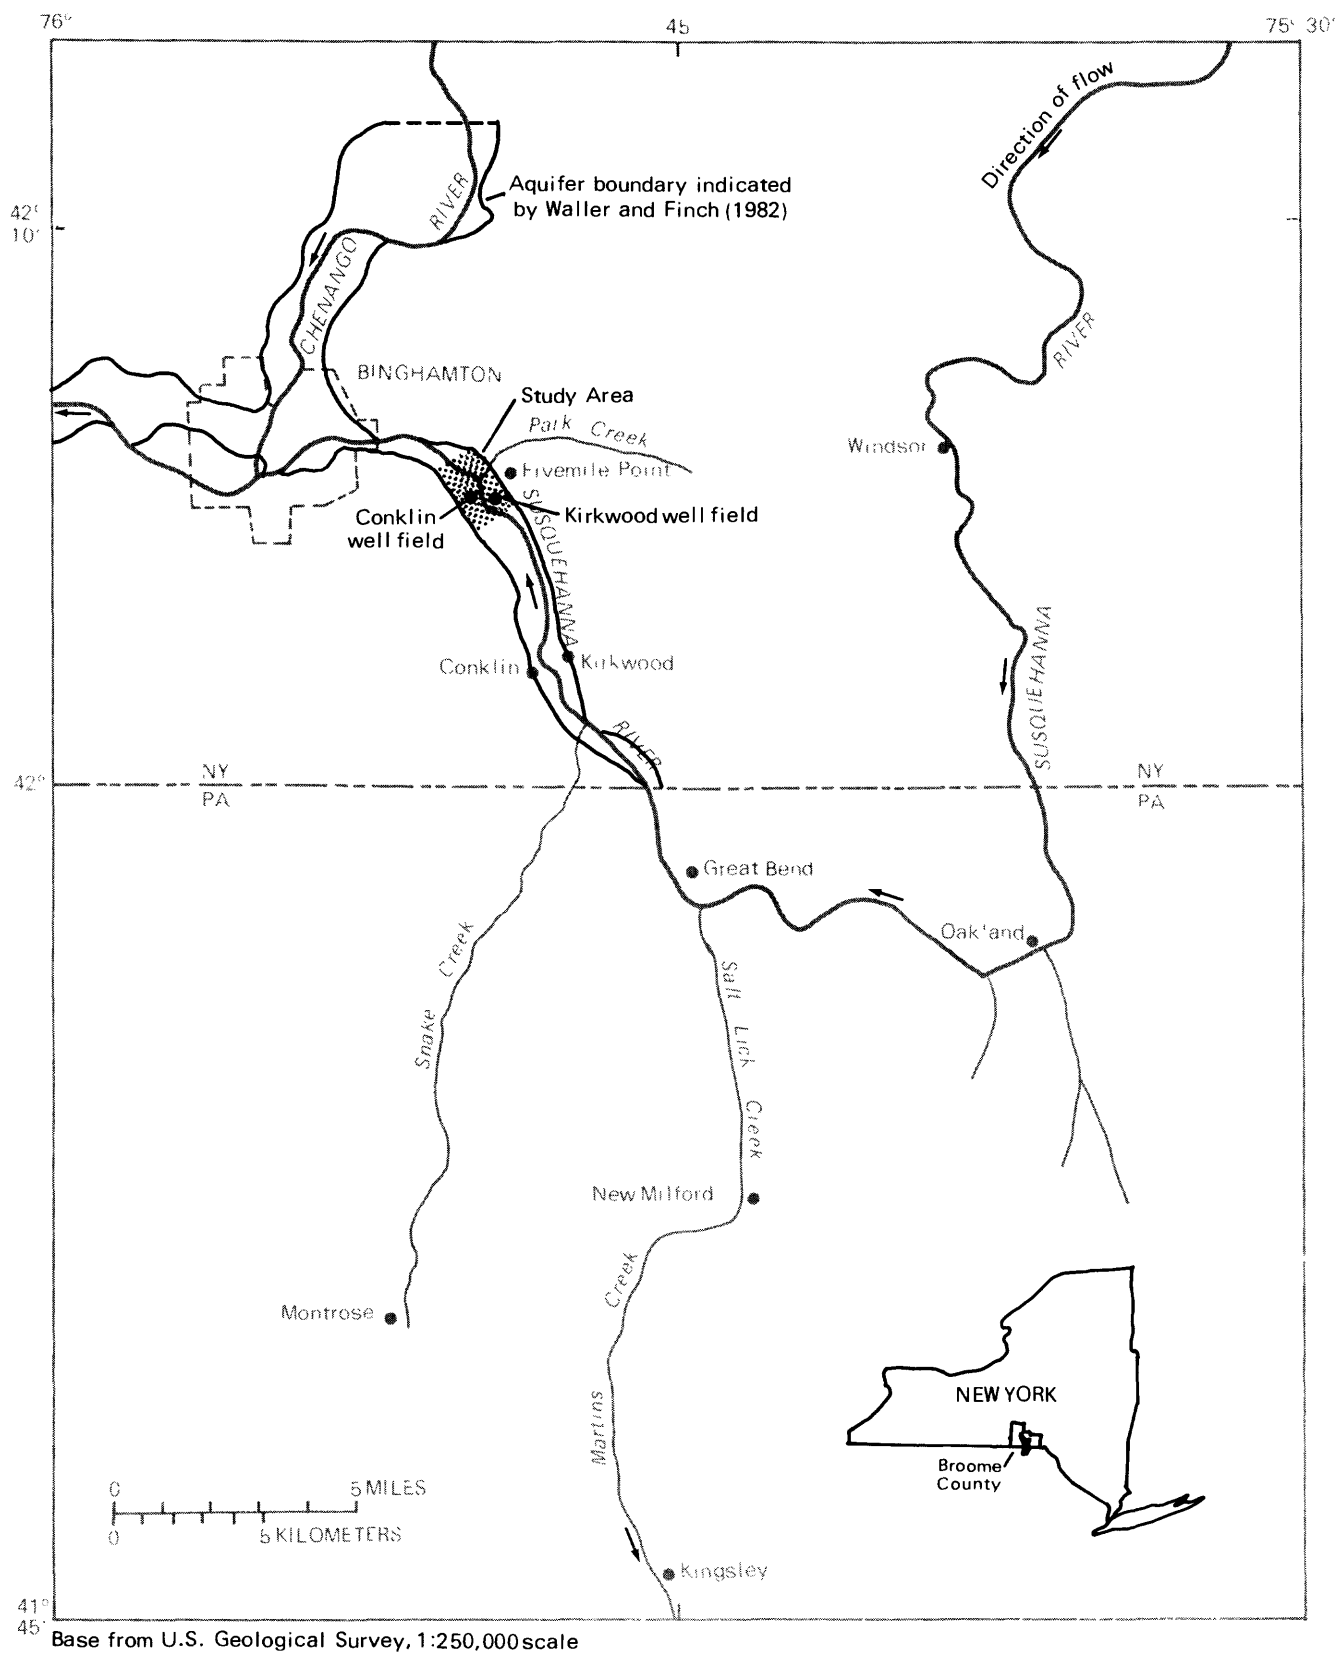 76°
45
75° 30'
Direction of flow
Aquifer boundary indicated
by Waller and Finch (1982)
RIVER
42°
10'
CHENANGO
RIVER
BINGHAMTON
Study Area
Park Creek
Windsor
Fivemile Point
Conklin
well field
Kirkwood well field
SUSQUEHANNA
Conklin
Kirkwood
SUSQUEHANNA
RIVER
42°
NY
PA
NY
PA
Great Bend
Oak'and
Snake Creek
Salt Lick Creek
New Milford
Montrose
Martins Creek
NEW YORK
Broome
County
0 5 MILES
0 5 KILOMETERS
Kingsley
41°
45'
Base from U.S. Geological Survey, 1:250,000 scale